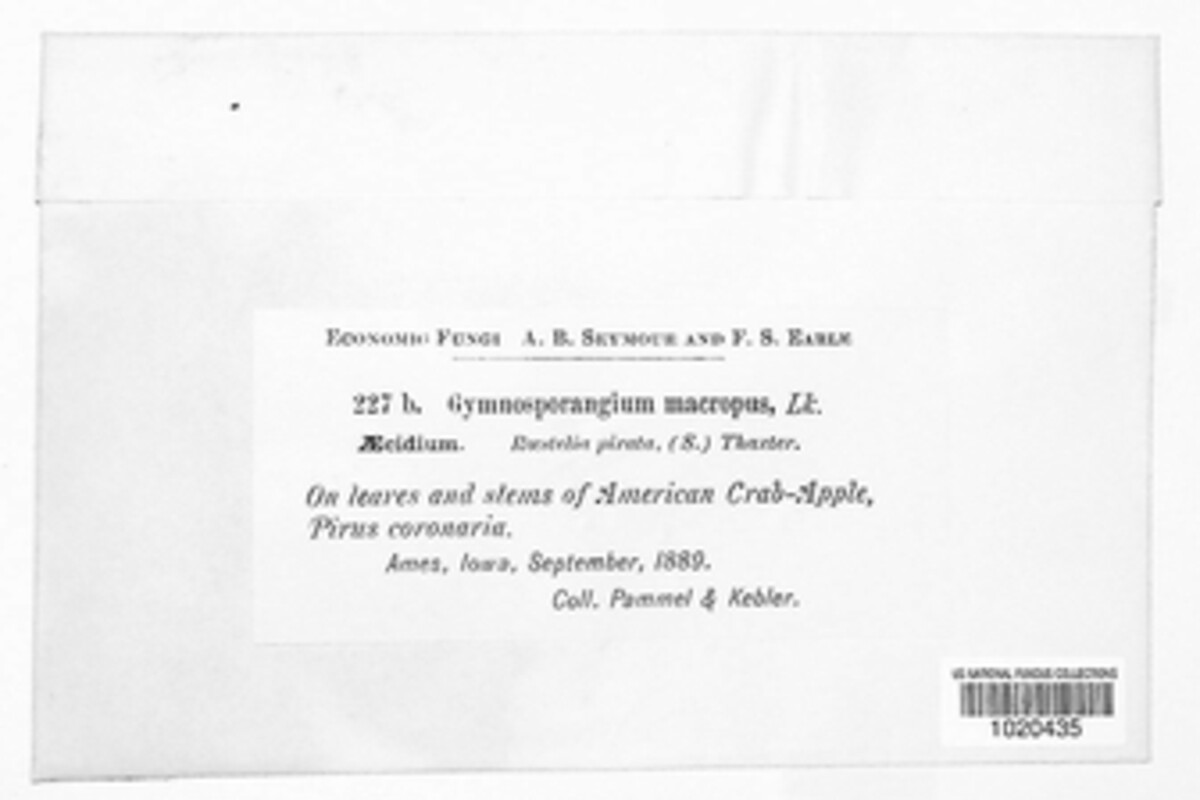 ECONOMIC FUNGI A. B. SEYMOUR AND F. S. EARLE
227 b. Gymnosporangium macropus, Lk.
Æcidium. Rœstelia pirata, (S.) Thaxter.
On leaves and stems of American Crab-Apple,
Pirus coronaria.
Ames, Iowa, September, 1889.
Coll. Pammel & Kebler.
US NATIONAL FUNGUS COLLECTIONS
1020435